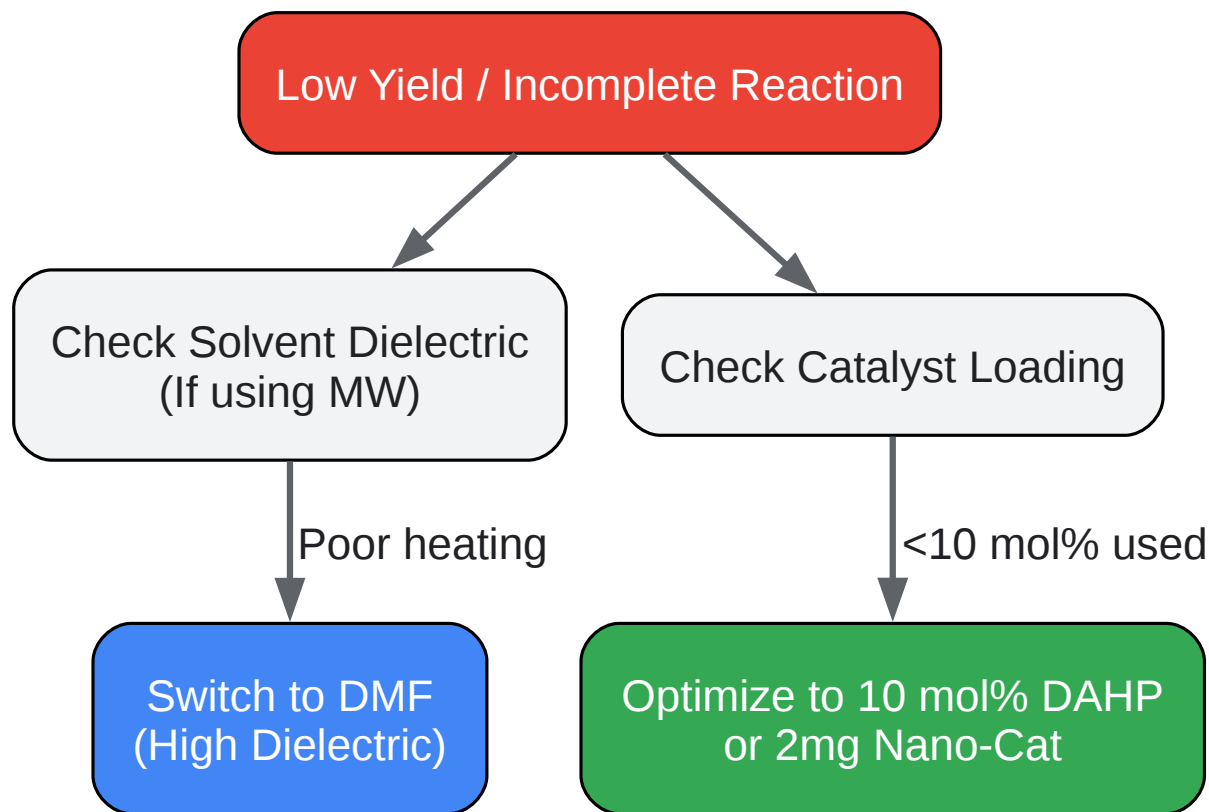 Low Yield / Incomplete Reaction
Check Solvent Dielectric
(If using MW)
Check Catalyst Loading
Poor heating
<10 mol% used
Switch to DMF
(High Dielectric)
Optimize to 10 mol% DAHP
or 2mg Nano-Cat